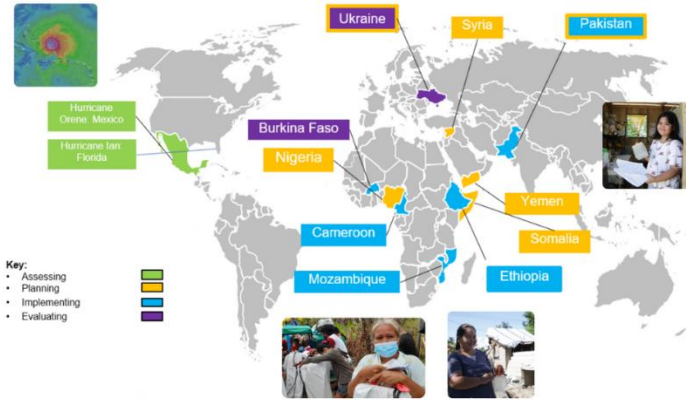 Ukraine
Syria
Pakistan
Hurricane
Orene: Mexico
Hurricane Ian:
Florida
Burkina Faso
Nigeria
Yemen
Cameroon
Somalia
Mozambique
Ethiopia
Key:
• Assessing
• Planning
• Implementing
• Evaluating